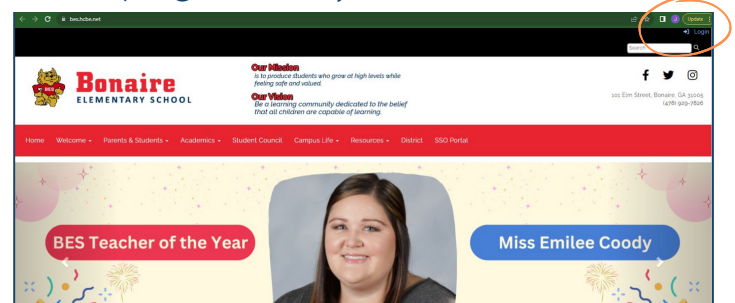 bes.hcbe.net
Update
Login
Search
BES
Bonaire
ELEMENTARY SCHOOL
Our Mission
is to produce students who grow at high levels while
feeling safe and valued.
Our Vision
Be a learning community dedicated to the belief
that all children are capable of learning.
101 Elm Street, Bonaire, GA 31005
(478) 929-7826
Home Welcome Parents & Students Academics Student Council Campus Life Resources District SSO Portal
BES Teacher of the Year
Miss Emilee Coody